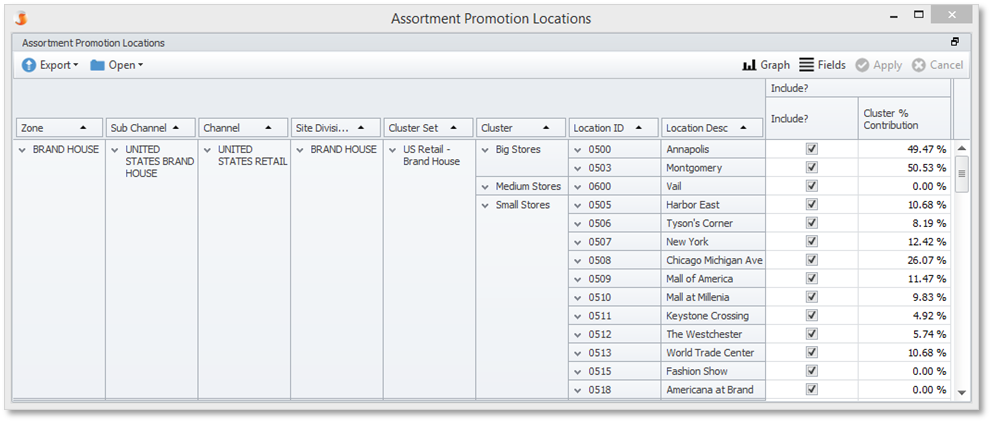 Assortment Promotion Locations
Assortment Promotion Locations
Export Open Graph Fields Apply Cancel
Include?
Zone Sub Channel Channel Site Divisi... Cluster Set Cluster Location ID Location Desc Include? Cluster % Contribution
BRAND HOUSE UNITED STATES BRAND HOUSE UNITED STATES RETAIL BRAND HOUSE US Retail - Brand House Big Stores 0500 Annapolis 49.47 %
0503 Montgomery 50.53 %
Medium Stores 0600 Vail 0.00 %
Small Stores 0505 Harbor East 10.68 %
0506 Tyson's Corner 8.19 %
0507 New York 12.42 %
0508 Chicago Michigan Ave 26.07 %
0509 Mall of America 11.47 %
0510 Mall at Millenia 9.83 %
0511 Keystone Crossing 4.92 %
0512 The Westchester 5.74 %
0513 World Trade Center 10.68 %
0515 Fashion Show 0.00 %
0518 Americana at Brand 0.00 %